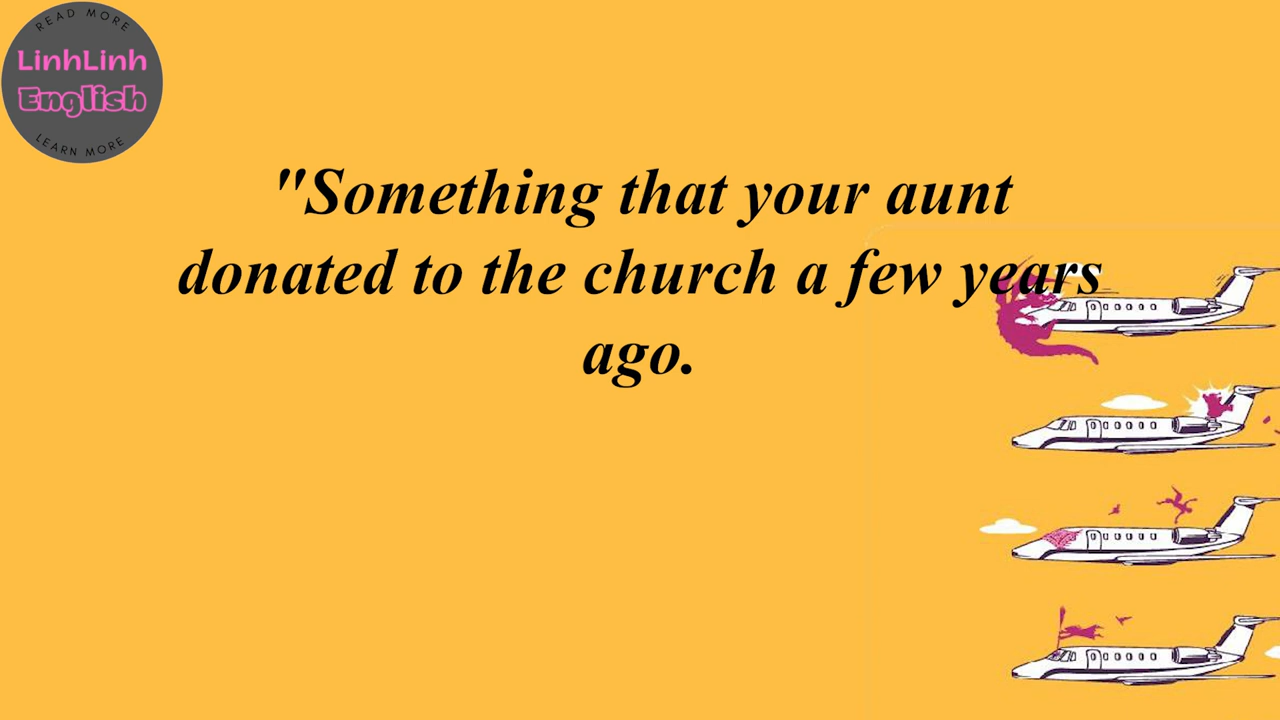 READ MORE
LinhLinh
English
LEARN MORE
"Something that your aunt
donated to the church a few years
ago.